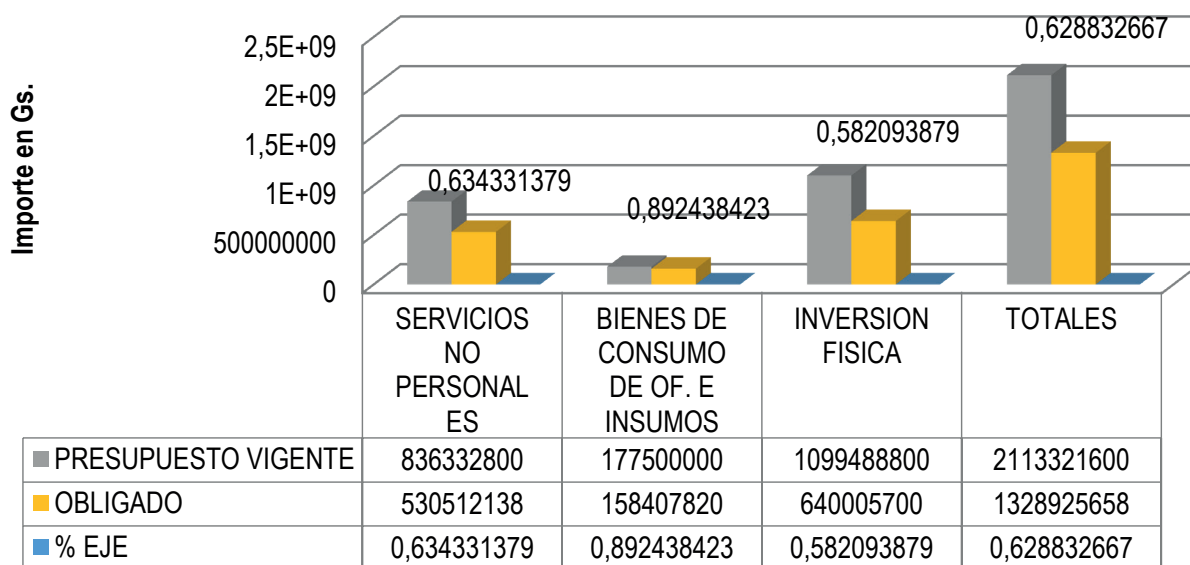 Importe en Gs.
2,5E+09
2E+09
1,5E+09
1E+09
500000000
0
0,634331379
0,892438423
0,582093879
0,628832667
SERVICIOS
NO
PERSONAL
ES
BIENES DE
CONSUMO
DE OF. E
INSUMOS
INVERSION
FISICA
TOTALES
PRESUPUESTO VIGENTE 836332800 177500000 1099488800 2113321600
OBLIGADO 530512138 158407820 640005700 1328925658
% EJE 0,634331379 0,892438423 0,582093879 0,628832667